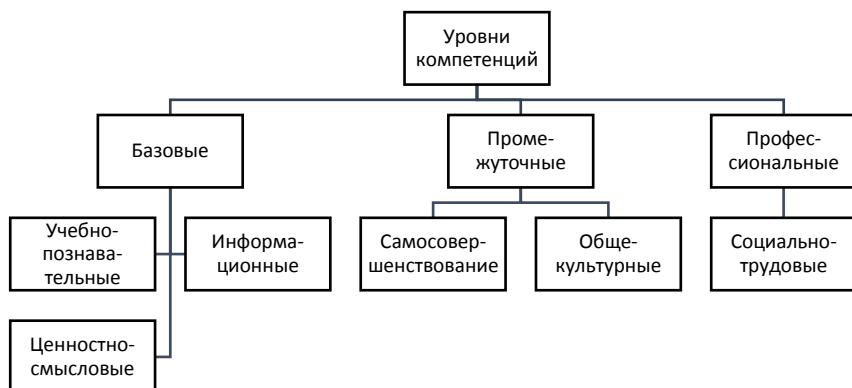 Уровни
компетенций
Базовые
Проме-
жуточные
Профес-
сиональные
Учебно-
познава-
тельные
Информа-
ционные
Самосовер-
шенствование
Обще-
культурные
Социально-
трудовые
Ценностно-
смысловые